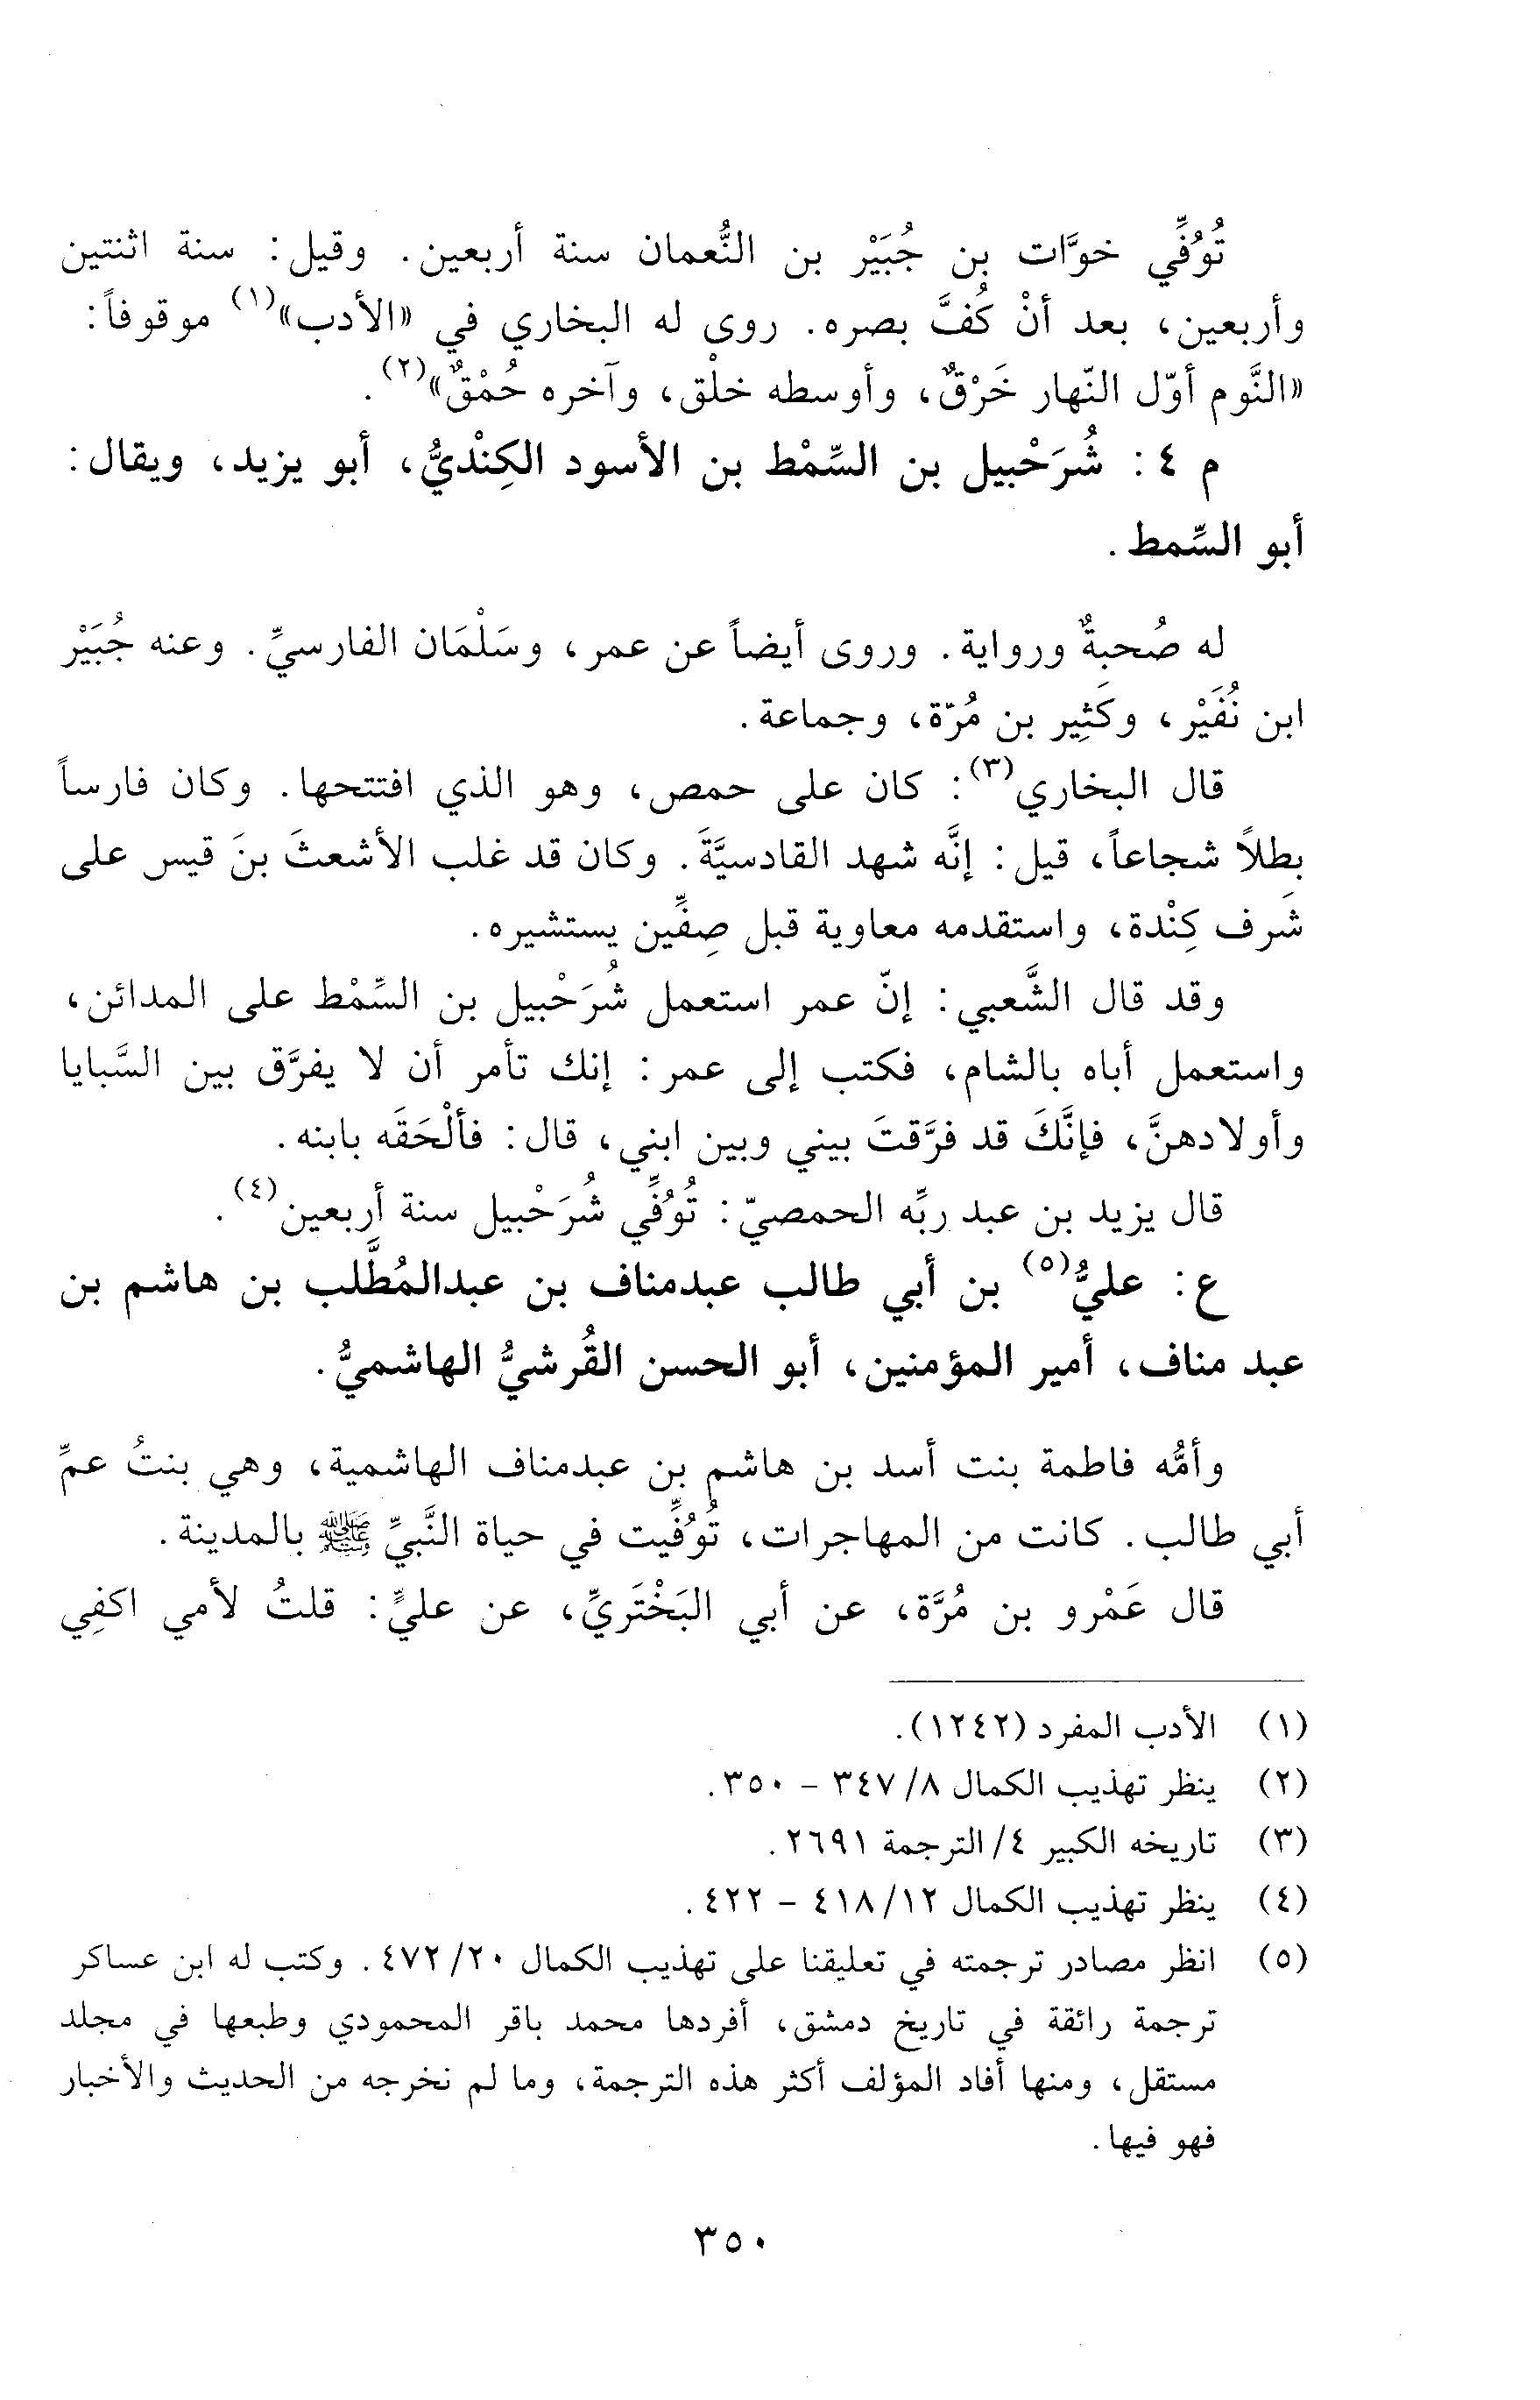 تُوُفِّي خوَّات بن جُبَيْر بن النُّعمان سنة أربعين. وقيل: سنة اثنتين
وأربعين، بعد أنْ كُفَّ بصره. روى له البخاري في «الأدب»(١) موقوفاً:
«النَّوم أوّل النّهار خَرْقٌ، وأوسطه خلْق، وآخره حُمْقٌ»(٢).
م ٤ : شُرَحْبيل بن السِّمْط بن الأسود الكِنْديُّ، أبو يزيد، ويقال:
أبو السِّمط.
له صُحبةٌ ورواية. وروى أيضاً عن عمر، وسَلْمَان الفارسيِّ. وعنه جُبَيْر
ابن نُفَيْر، وكَثِير بن مُرّة، وجماعة.
قال البخاري(٣): كان على حمص، وهو الذي افتتحها. وكان فارساً
بطلاً شجاعاً، قيل: إنَّه شهد القادسيَّةَ. وكان قد غلب الأشعثَ بنَ قيس على
شَرف كِنْدة، واستقدمه معاوية قبل صِفِّين يستشيره.
وقد قال الشَّعبي: إنّ عمر استعمل شُرَحْبيل بن السِّمْط على المدائن،
واستعمل أباه بالشام، فكتب إلى عمر: إنك تأمر أن لا يفرَّق بين السَّبايا
وأولادهنَّ، فإنَّكَ قد فرَّقتَ بيني وبين ابني، قال: فألْحَقَه بابنه.
قال يزيد بن عبد ربِّه الحمصيّ: تُوُفِّي شُرَحْبيل سنة أربعين(٤).
ع: عليُّ(٥) بن أبي طالب عبدمناف بن عبدالمُطَّلب بن هاشم بن
عبد مناف، أمير المؤمنين، أبو الحسن القُرشيُّ الهاشميُّ.
وأمُّه فاطمة بنت أسد بن هاشم بن عبدمناف الهاشمية، وهي بنتُ عمِّ
أبي طالب. كانت من المهاجرات، تُوُفِّيت في حياة النَّبيِّ ﷺ بالمدينة.
قال عَمْرو بن مُرَّة، عن أبي البَخْتَريِّ، عن عليٍّ: قلتُ لأمي اكفِي
(١) الأدب المفرد (١٢٤٢).
(٢) ينظر تهذيب الكمال ٨/ ٣٤٧ - ٣٥٠.
(٣) تاريخه الكبير ٤/ الترجمة ٢٦٩١.
(٤) ينظر تهذيب الكمال ١٢/ ٤١٨ - ٤٢٢.
(٥) انظر مصادر ترجمته في تعليقنا على تهذيب الكمال ٢٠/ ٤٧٢. وكتب له ابن عساكر
ترجمة رائقة في تاريخ دمشق، أفردها محمد باقر المحمودي وطبعها في مجلد
مستقل، ومنها أفاد المؤلف أكثر هذه الترجمة، وما لم نخرجه من الحديث والأخبار
فهو فيها.
٣٥٠